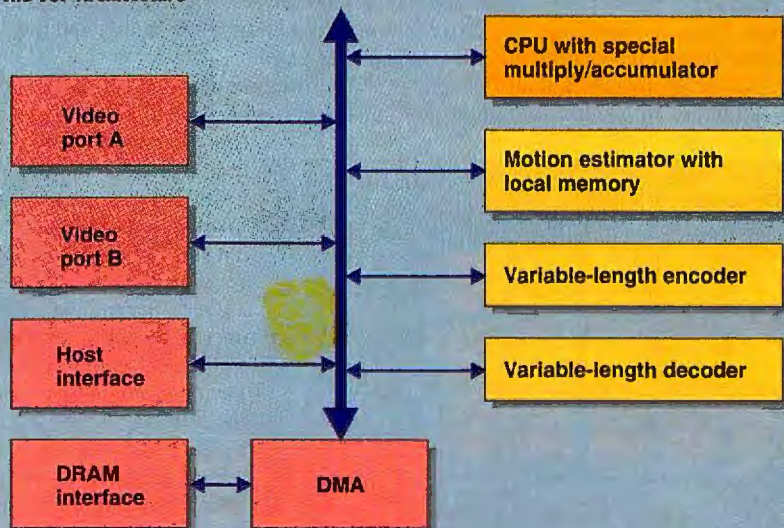 CPU with special
multiply/accumulator
Video
port A
Motion estimator with
local memory
Video
port B
Variable-length encoder
Host
interface
Variable-length decoder
DRAM
interface
DMA